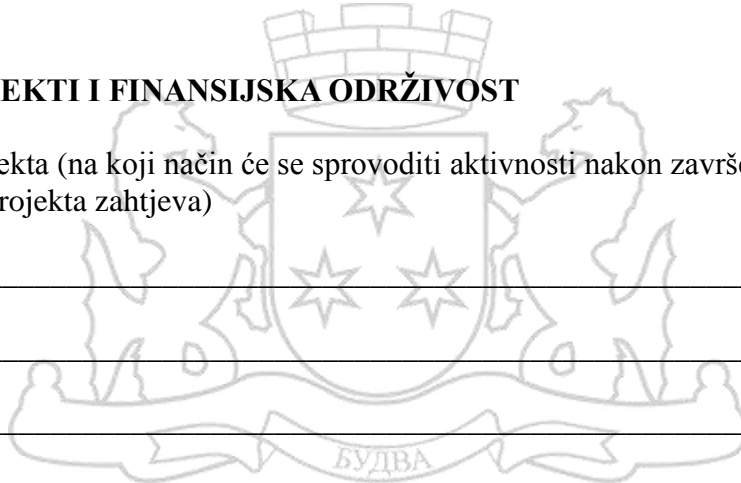 EKTI I FINANSIJSKA ODRŽIVOST
ekta (na koji način će se sprovoditi aktivnosti nakon završe
rojekta zahtjeva)
БУДВА